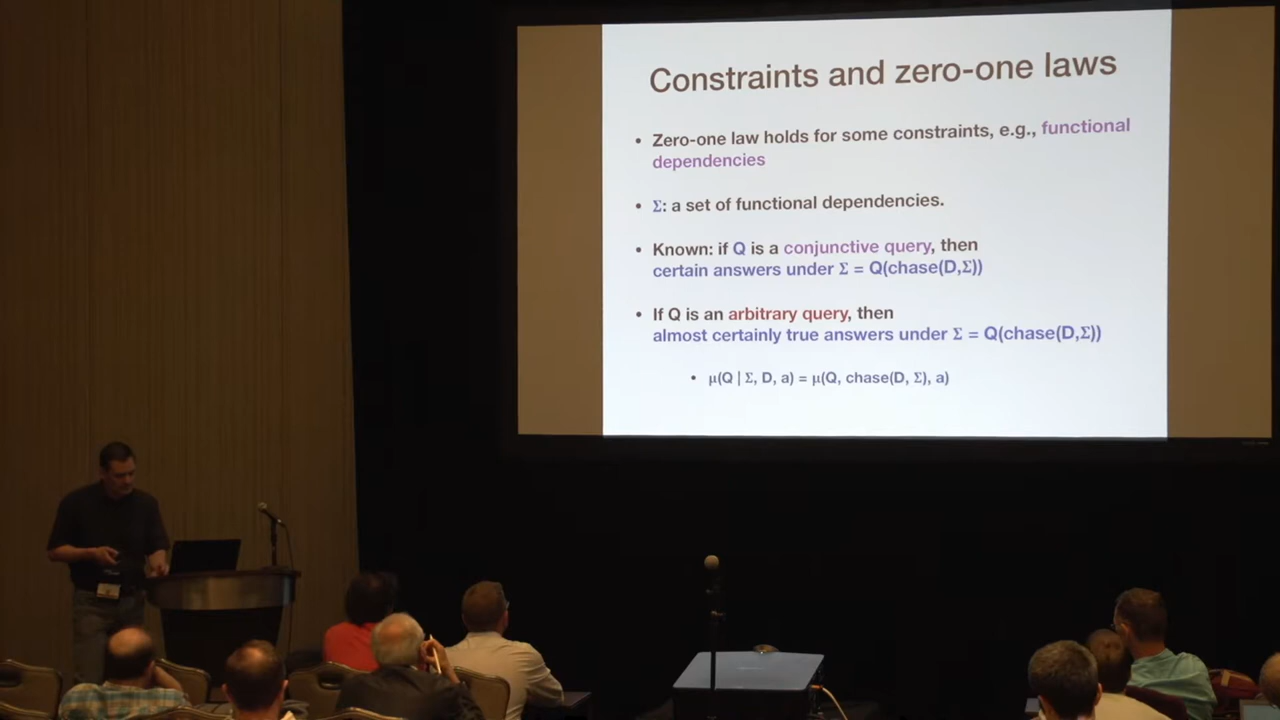 Constraints and zero-one laws
• Zero-one law holds for some constraints, e.g., functional
dependencies
• Σ: a set of functional dependencies.
• Known: if Q is a conjunctive query, then
certain answers under Σ = Q(chase(D,Σ))
• If Q is an arbitrary query, then
almost certainly true answers under Σ = Q(chase(D,Σ))
• μ(Q | Σ, D, a) = μ(Q, chase(D, Σ), a)